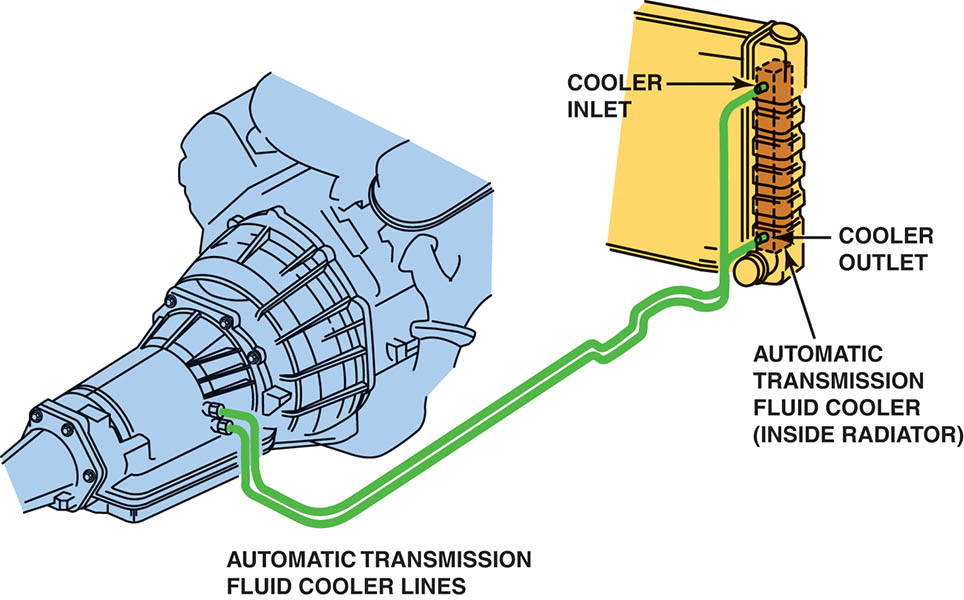 COOLER
INLET
COOLER
OUTLET
AUTOMATIC
TRANSMISSION
FLUID COOLER
(INSIDE RADIATOR)
AUTOMATIC TRANSMISSION
FLUID COOLER LINES